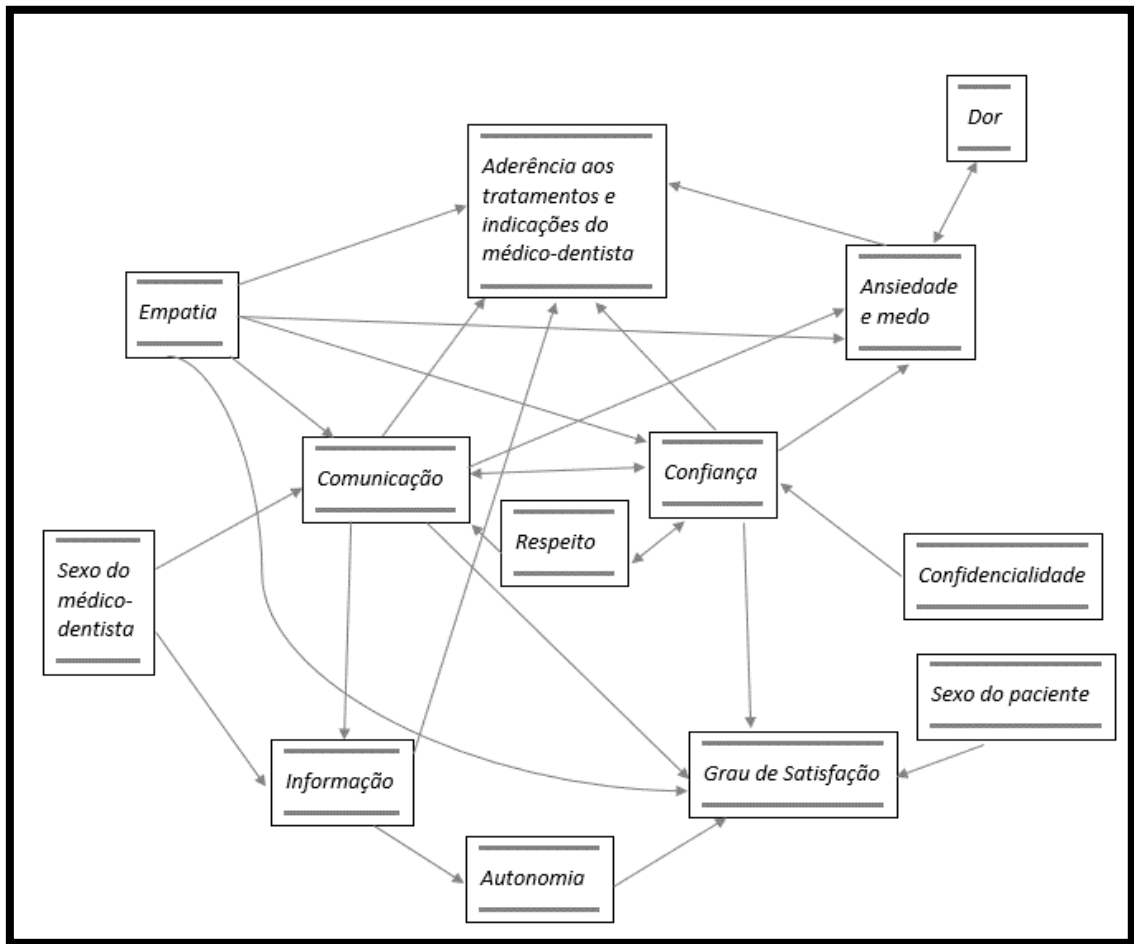 Dor
Aderência aos
tratamentos e
indicações do
médico-dentista
Empatia
Ansiedade
e medo
Comunicação
Confiança
Respeito
Sexo do
médico-
dentista
Confidencialidade
Sexo do paciente
Informação
Grau de Satisfação
Autonomia